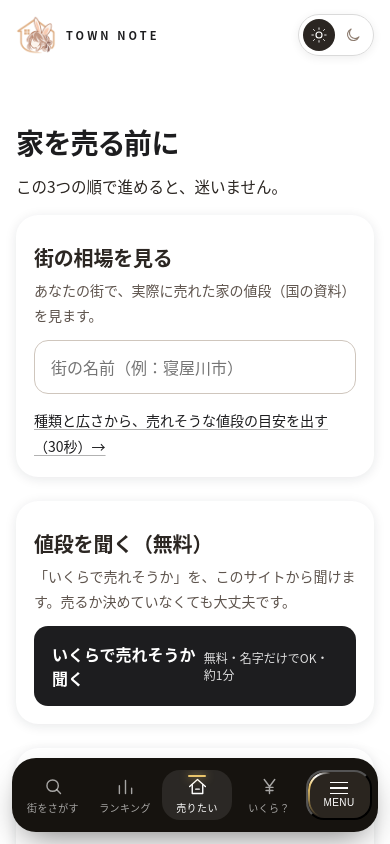 TOWN NOTE
家を売る前に
この3つの順で進めると、迷いません。
街の相場を見る
あなたの街で、実際に売れた家の値段（国の資料）
を見ます。
街の名前（例：寝屋川市）
種類と広さから、売れそうな値段の目安を出す
（30秒）→
値段を聞く（無料）
「いくらで売れそうか」を、このサイトから聞けま
す。売るか決めていなくても大丈夫です。
いくらで売れそうか
聞く
無料・名字だけでOK・
約1分
街をさがす
ランキング
売りたい
いくら？
MENU